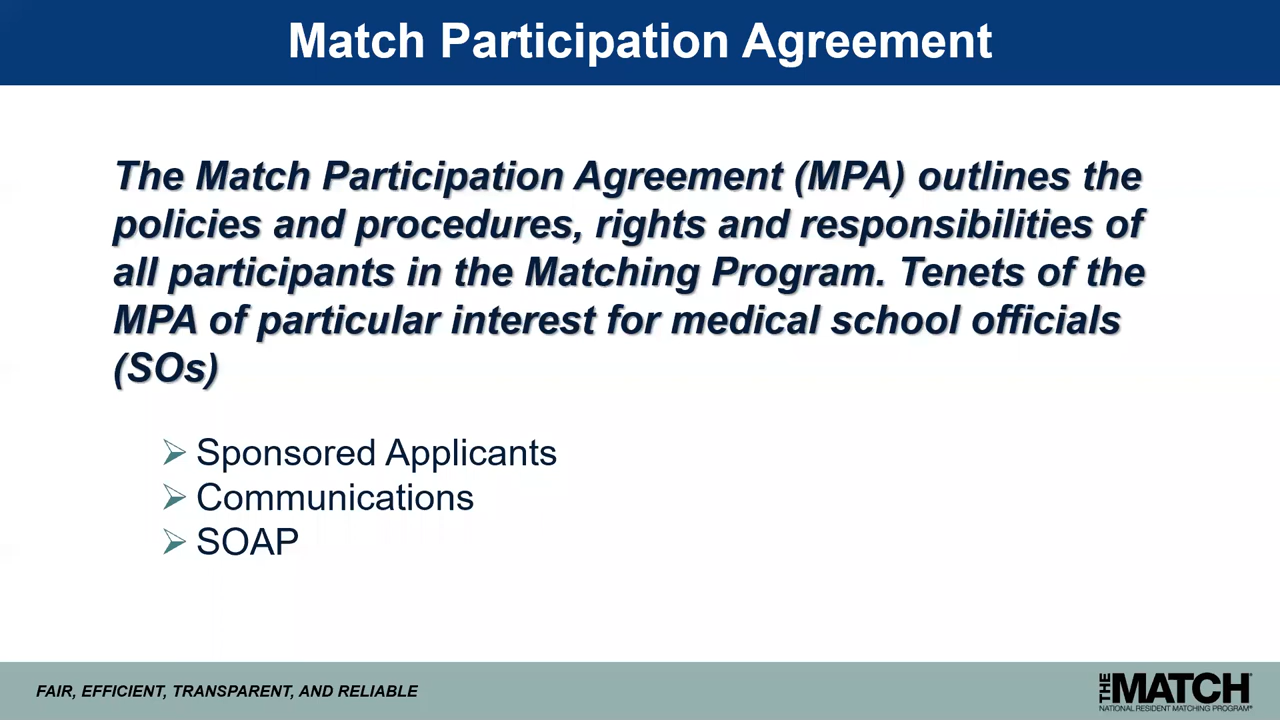 Match Participation Agreement
The Match Participation Agreement (MPA) outlines the
policies and procedures, rights and responsibilities of
all participants in the Matching Program. Tenets of the
MPA of particular interest for medical school officials
(SOs)
Sponsored Applicants
Communications
SOAP
FAIR, EFFICIENT, TRANSPARENT, AND RELIABLE
THE MATCH
NATIONAL RESIDENT MATCHING PROGRAM®